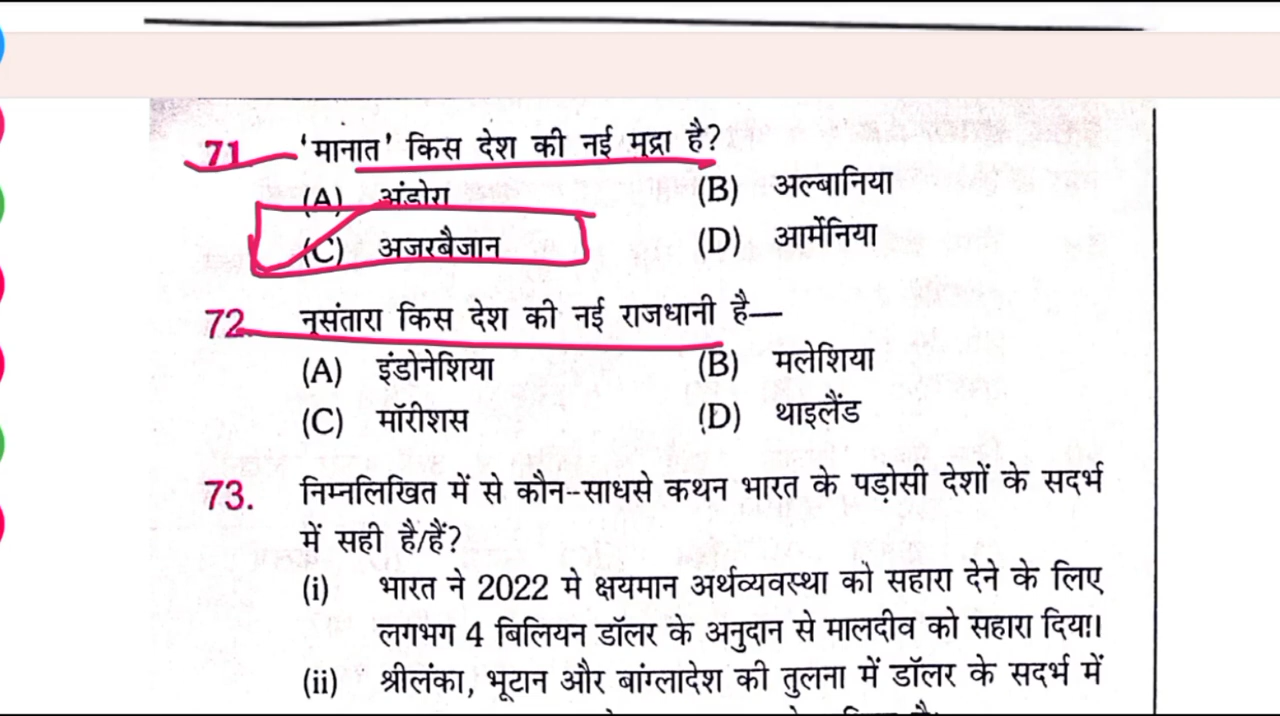 71 'मानात' किस देश की नई मुद्रा है?
(A) अंडोरा (B) अल्बानिया
(C) अजरबैजान (D) आर्मेनिया
72 नुसंतारा किस देश की नई राजधानी है—
(A) इंडोनेशिया (B) मलेशिया
(C) मॉरीशस (D) थाइलैंड
73. निम्नलिखित में से कौन--साधसे कथन भारत के पड़ोसी देशों के सदर्भ
में सही है/हैं?
(i) भारत ने 2022 मे क्षयमान अर्थव्यवस्था को सहारा देने के लिए
लगभग 4 बिलियन डॉलर के अनुदान से मालदीव को सहारा दिया!।
(ii) श्रीलंका, भूटान और बांग्लादेश की तुलना में डॉलर के सदर्भ में